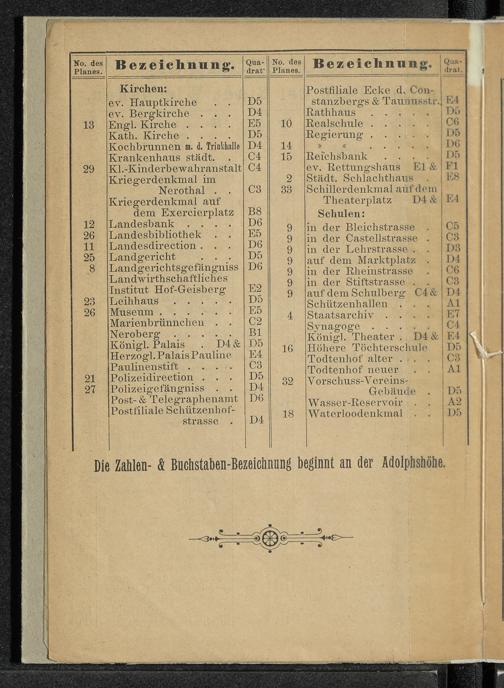 No. des Planes. Bezeichnung. Qua- drat.
Kirchen:
ev. Hauptkirche . . D5
ev. Bergkirche . . . D4
13 Engl. Kirche . . . . E5
Kath. Kirche . . . . D5
Kochbrunnen m. d. Trinkhalle D4
Krankenhaus städt. . C4
29 Kl.-Kinderbewahranstalt C4
Kriegerdenkmal im
Nerothal . . C3
Kriegerdenkmal auf
dem Exercierplatz B8
12 Landesbank . . . . D6
26 Landesbibliothek . . E5
11 Landesdirection . . . D6
25 Landgericht . . . D5
8 Landgerichtsgefängniss D6
Landwirthschaftliches
Institut Hof-Geisberg E2
23 Leihhaus . . . . . D5
26 Museum . . . . . E5
Marienbrünnchen . . C2
Neroberg . . . . . B1
Königl. Palais . . D4 & D5
Herzogl. Palais Pauline E4
Paulinenstift . . . . C3
21 Polizeidirection . . . D5
27 Polizeigefängniss . . D4
Post- & Telegraphenamt D6
Postfiliale Schützenhof-
strasse . D4
No. des Planes. Bezeichnung. Qua- drat.
Postfiliale Ecke d. Con-
stanzbergs & Taunusstr. E4
Rathhaus . . . . . D5
10 Realschule . . . . . C6
Regierung . . . . . D5
14 " " . . . . . D6
15 Reichsbank . . . . D5
ev. Rettungshaus E1 & F1
2 Städt. Schlachthaus . E8
33 Schillerdenkmal auf dem
Theaterplatz D4 & E4
Schulen:
9 in der Bleichstrasse . C5
9 in der Castellstrasse . C3
9 in der Lehrstrasse . . D3
9 auf dem Marktplatz . D4
9 in der Rheinstrasse . C6
9 in der Stiftstrasse . . C3
9 auf dem Schulberg C4 & D4
Schützenhallen . . . A1
4 Staatsarchiv . . . . E7
Synagoge . . . . . C4
Königl. Theater . D4 & E4
16 Höhere Töchterschule D5
Todtenhof alter . . . C3
Todtenhof neuer . . A1
32 Vorschuss-Vereins-
Gebäude . D5
Wasser-Reservoir . . A2
18 Waterloodenkmal . . D5
Die Zahlen- & Buchstaben-Bezeichnung beginnt an der Adolphshöhe.